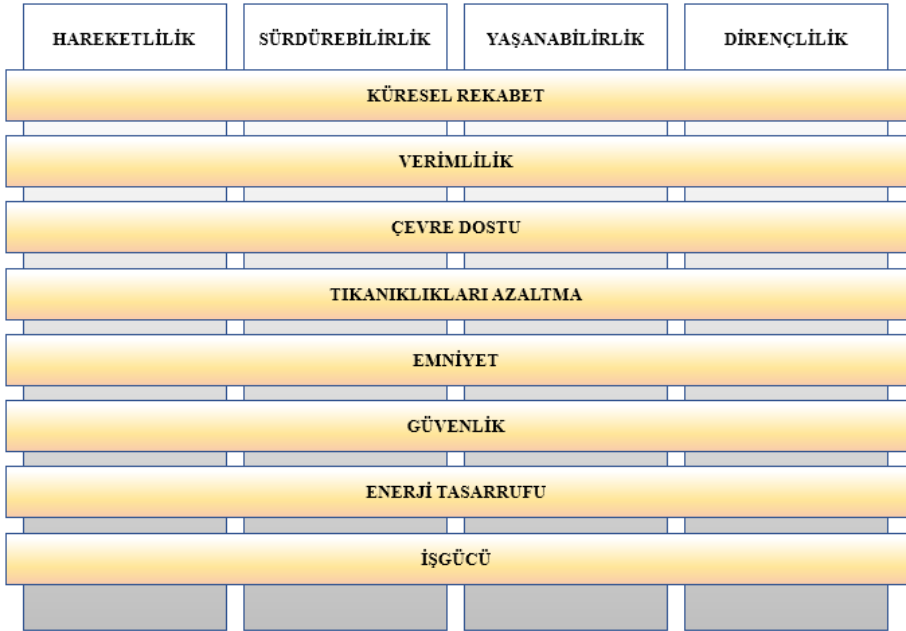 HAREKETLİLİK
SÜRDÜREBİLİRLİK
YAŞANABİLİRLİK
DİRENÇLİLİK
KÜRESEL REKABET
VERİMLİLİK
ÇEVRE DOSTU
TIKANIKLIKLARI AZALTMA
EMNİYET
GÜVENLİK
ENERJİ TASARRUFU
İŞGÜCÜ